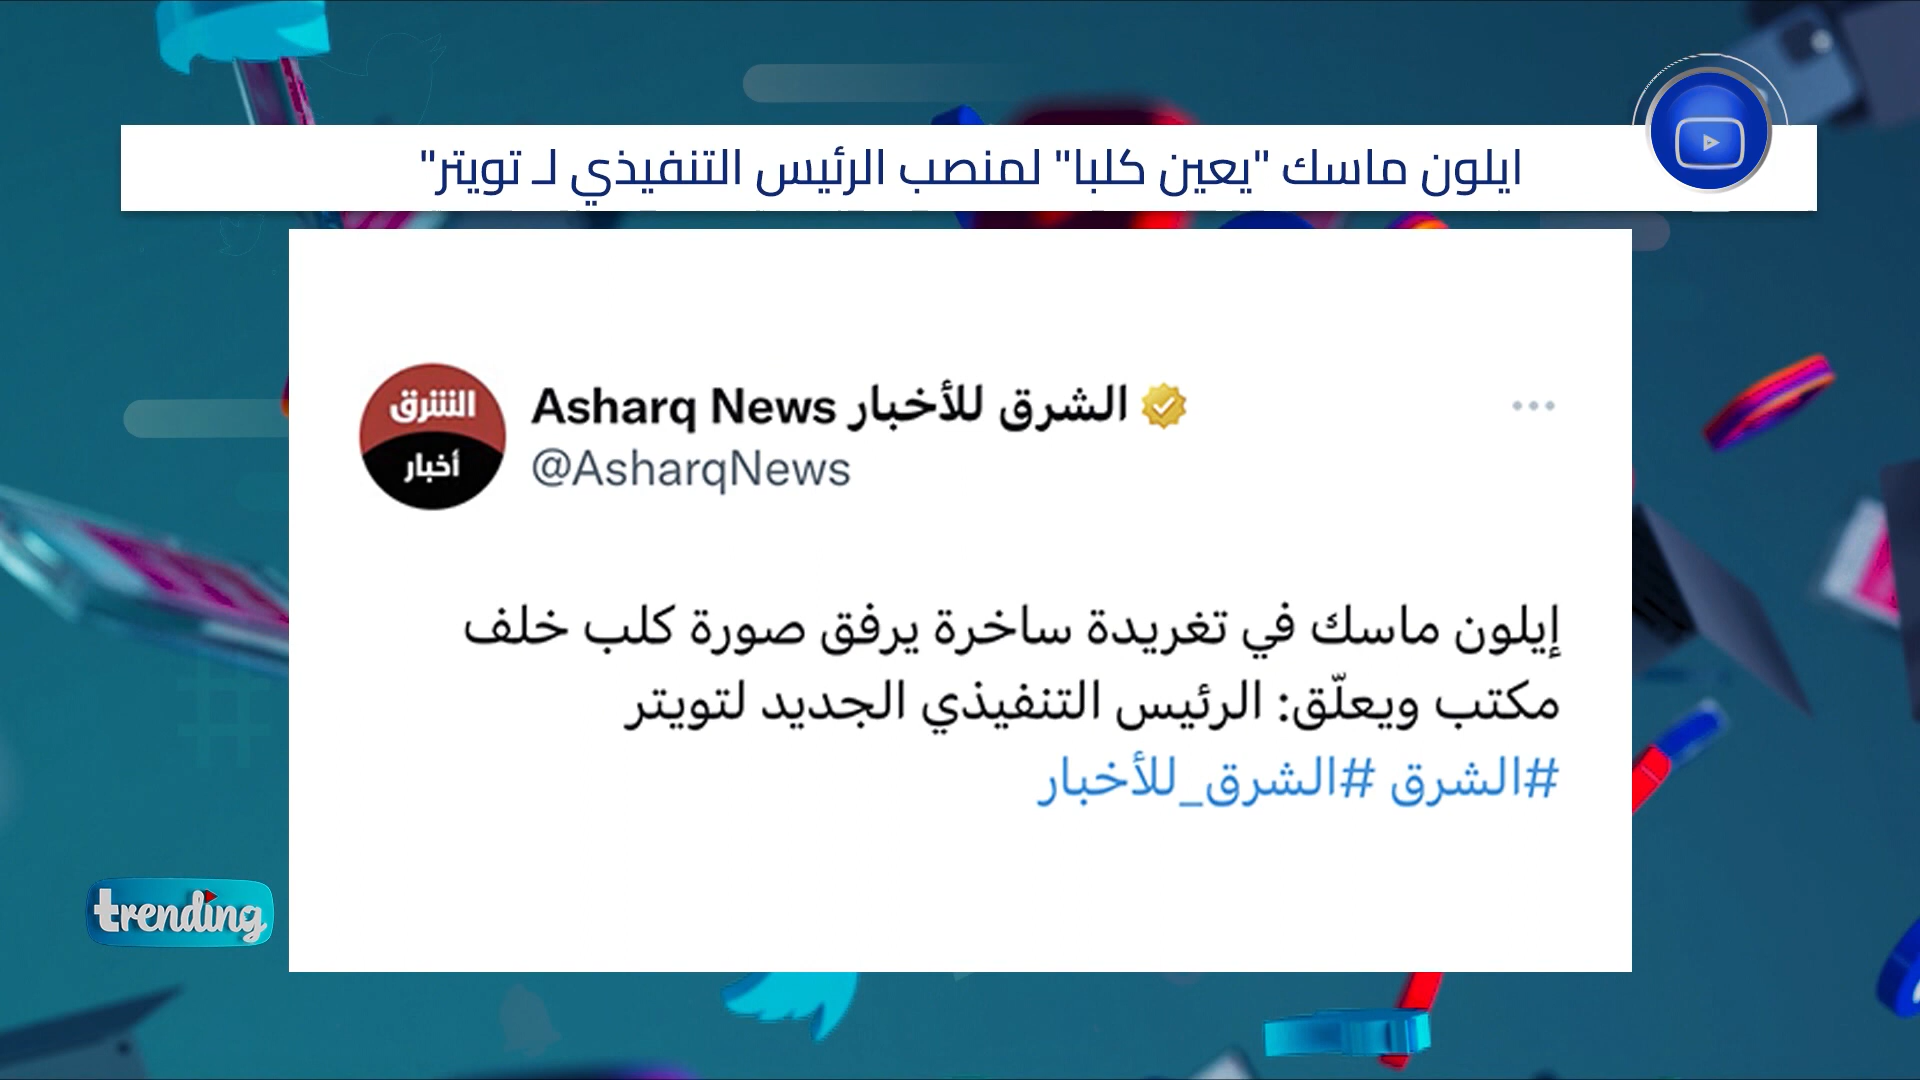 ايلون ماسك "يعين كلبا" لمنصب الرئيس التنفيذي لـ تويتر"
الشرق
أخبار
Asharq News الشرق للأخبار
@AsharqNews
إيلون ماسك في تغريدة ساخرة يرفق صورة كلب خلف
مكتب ويعلّق: الرئيس التنفيذي الجديد لتويتر
#الشرق #الشرق_للأخبار
trending